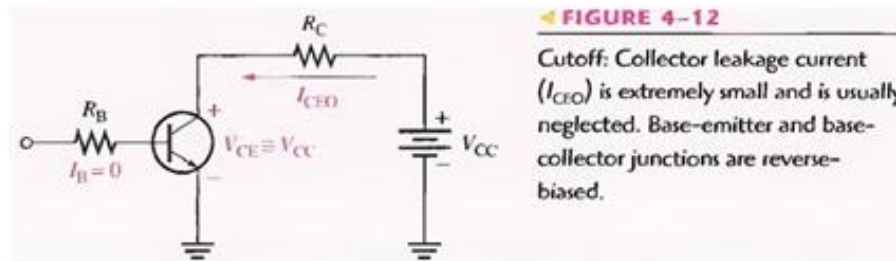 R_C
I_CEO
R_B
I_B = 0
+
V_CE ≅ V_CC
–
+
–
V_CC
◄ FIGURE 4–12
Cutoff: Collector leakage current
(I_CEO) is extremely small and is usually
neglected. Base-emitter and base-
collector junctions are reverse-
biased.